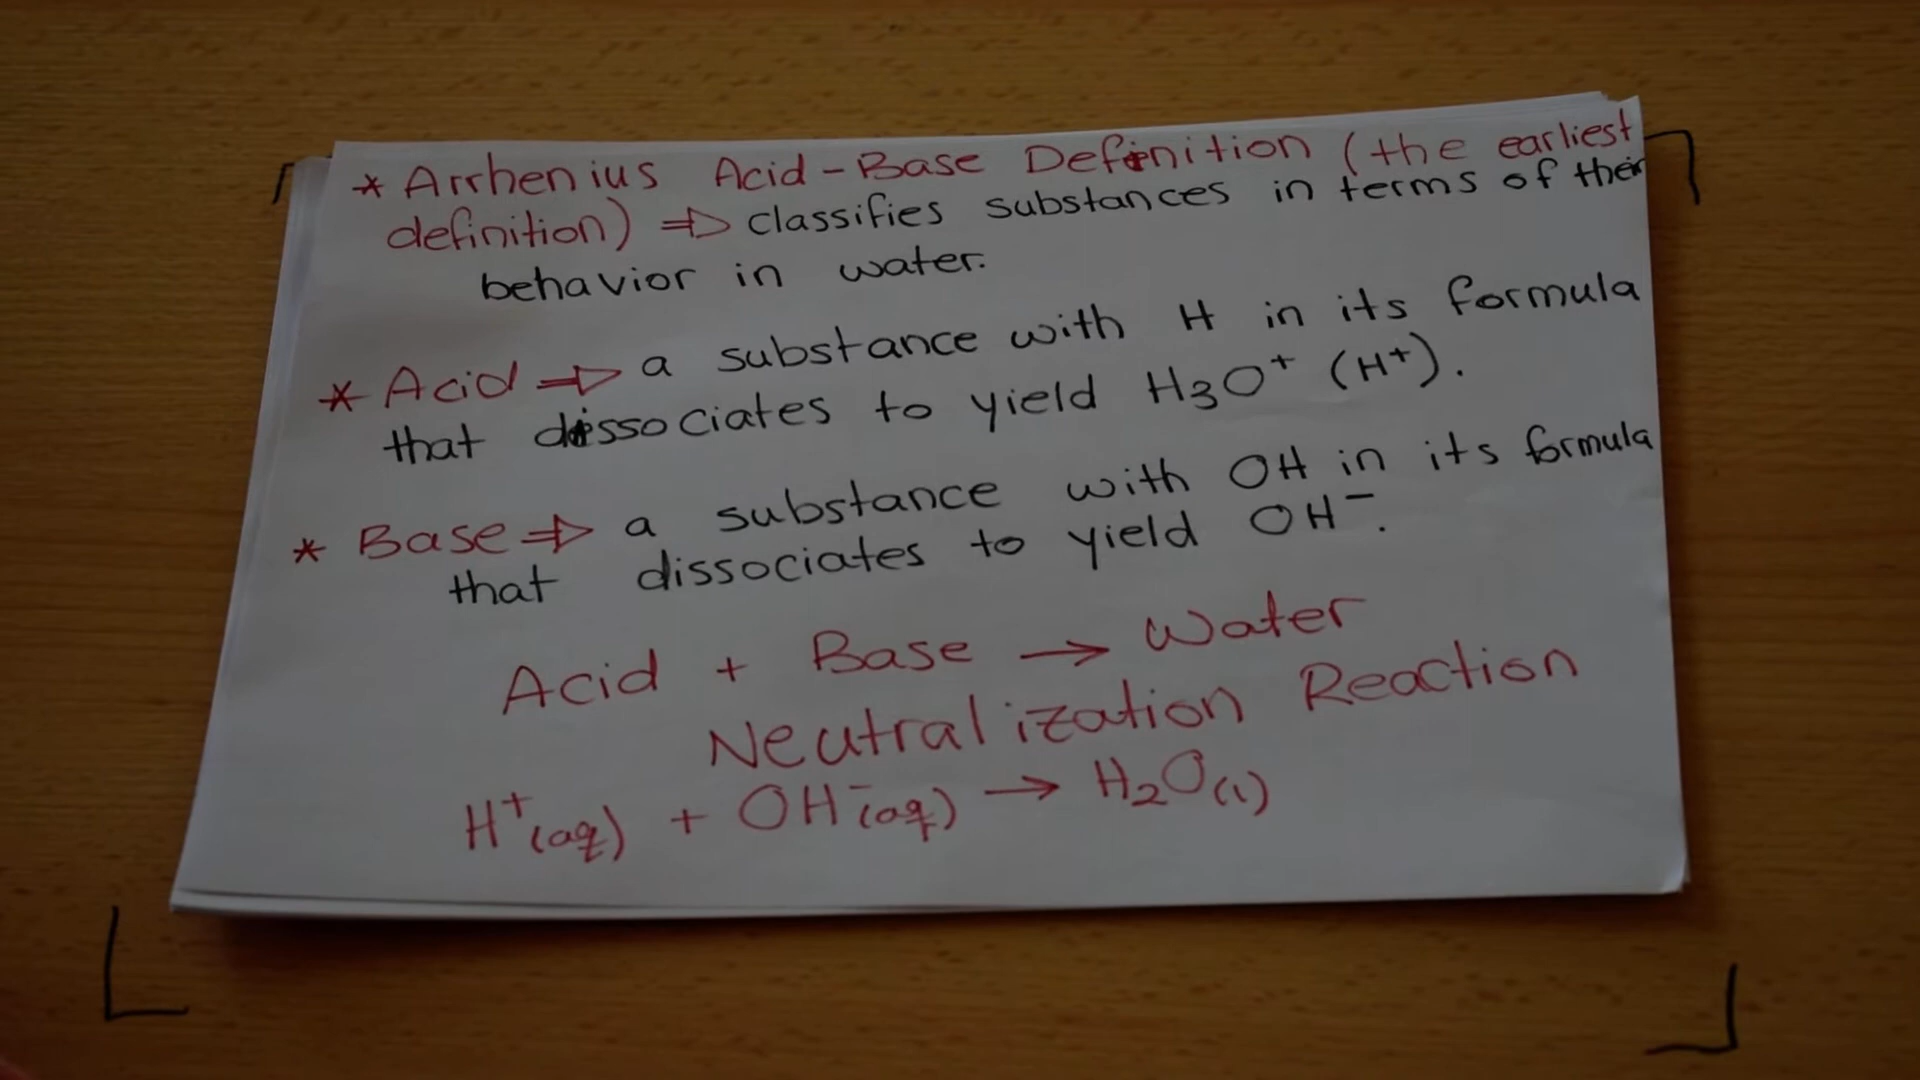 * Arrhenius Acid-Base Definition (the earliest
definition) ⇒ classifies substances in terms of their
behavior in water.
* Acid ⇒ a substance with H in its formula
that dissociates to yield H₃O⁺ (H⁺).
* Base ⇒ a substance with OH in its formula
that dissociates to yield OH⁻.
Acid + Base → Water
Neutralization Reaction
H⁺(aq) + OH⁻(aq) → H₂O(l)